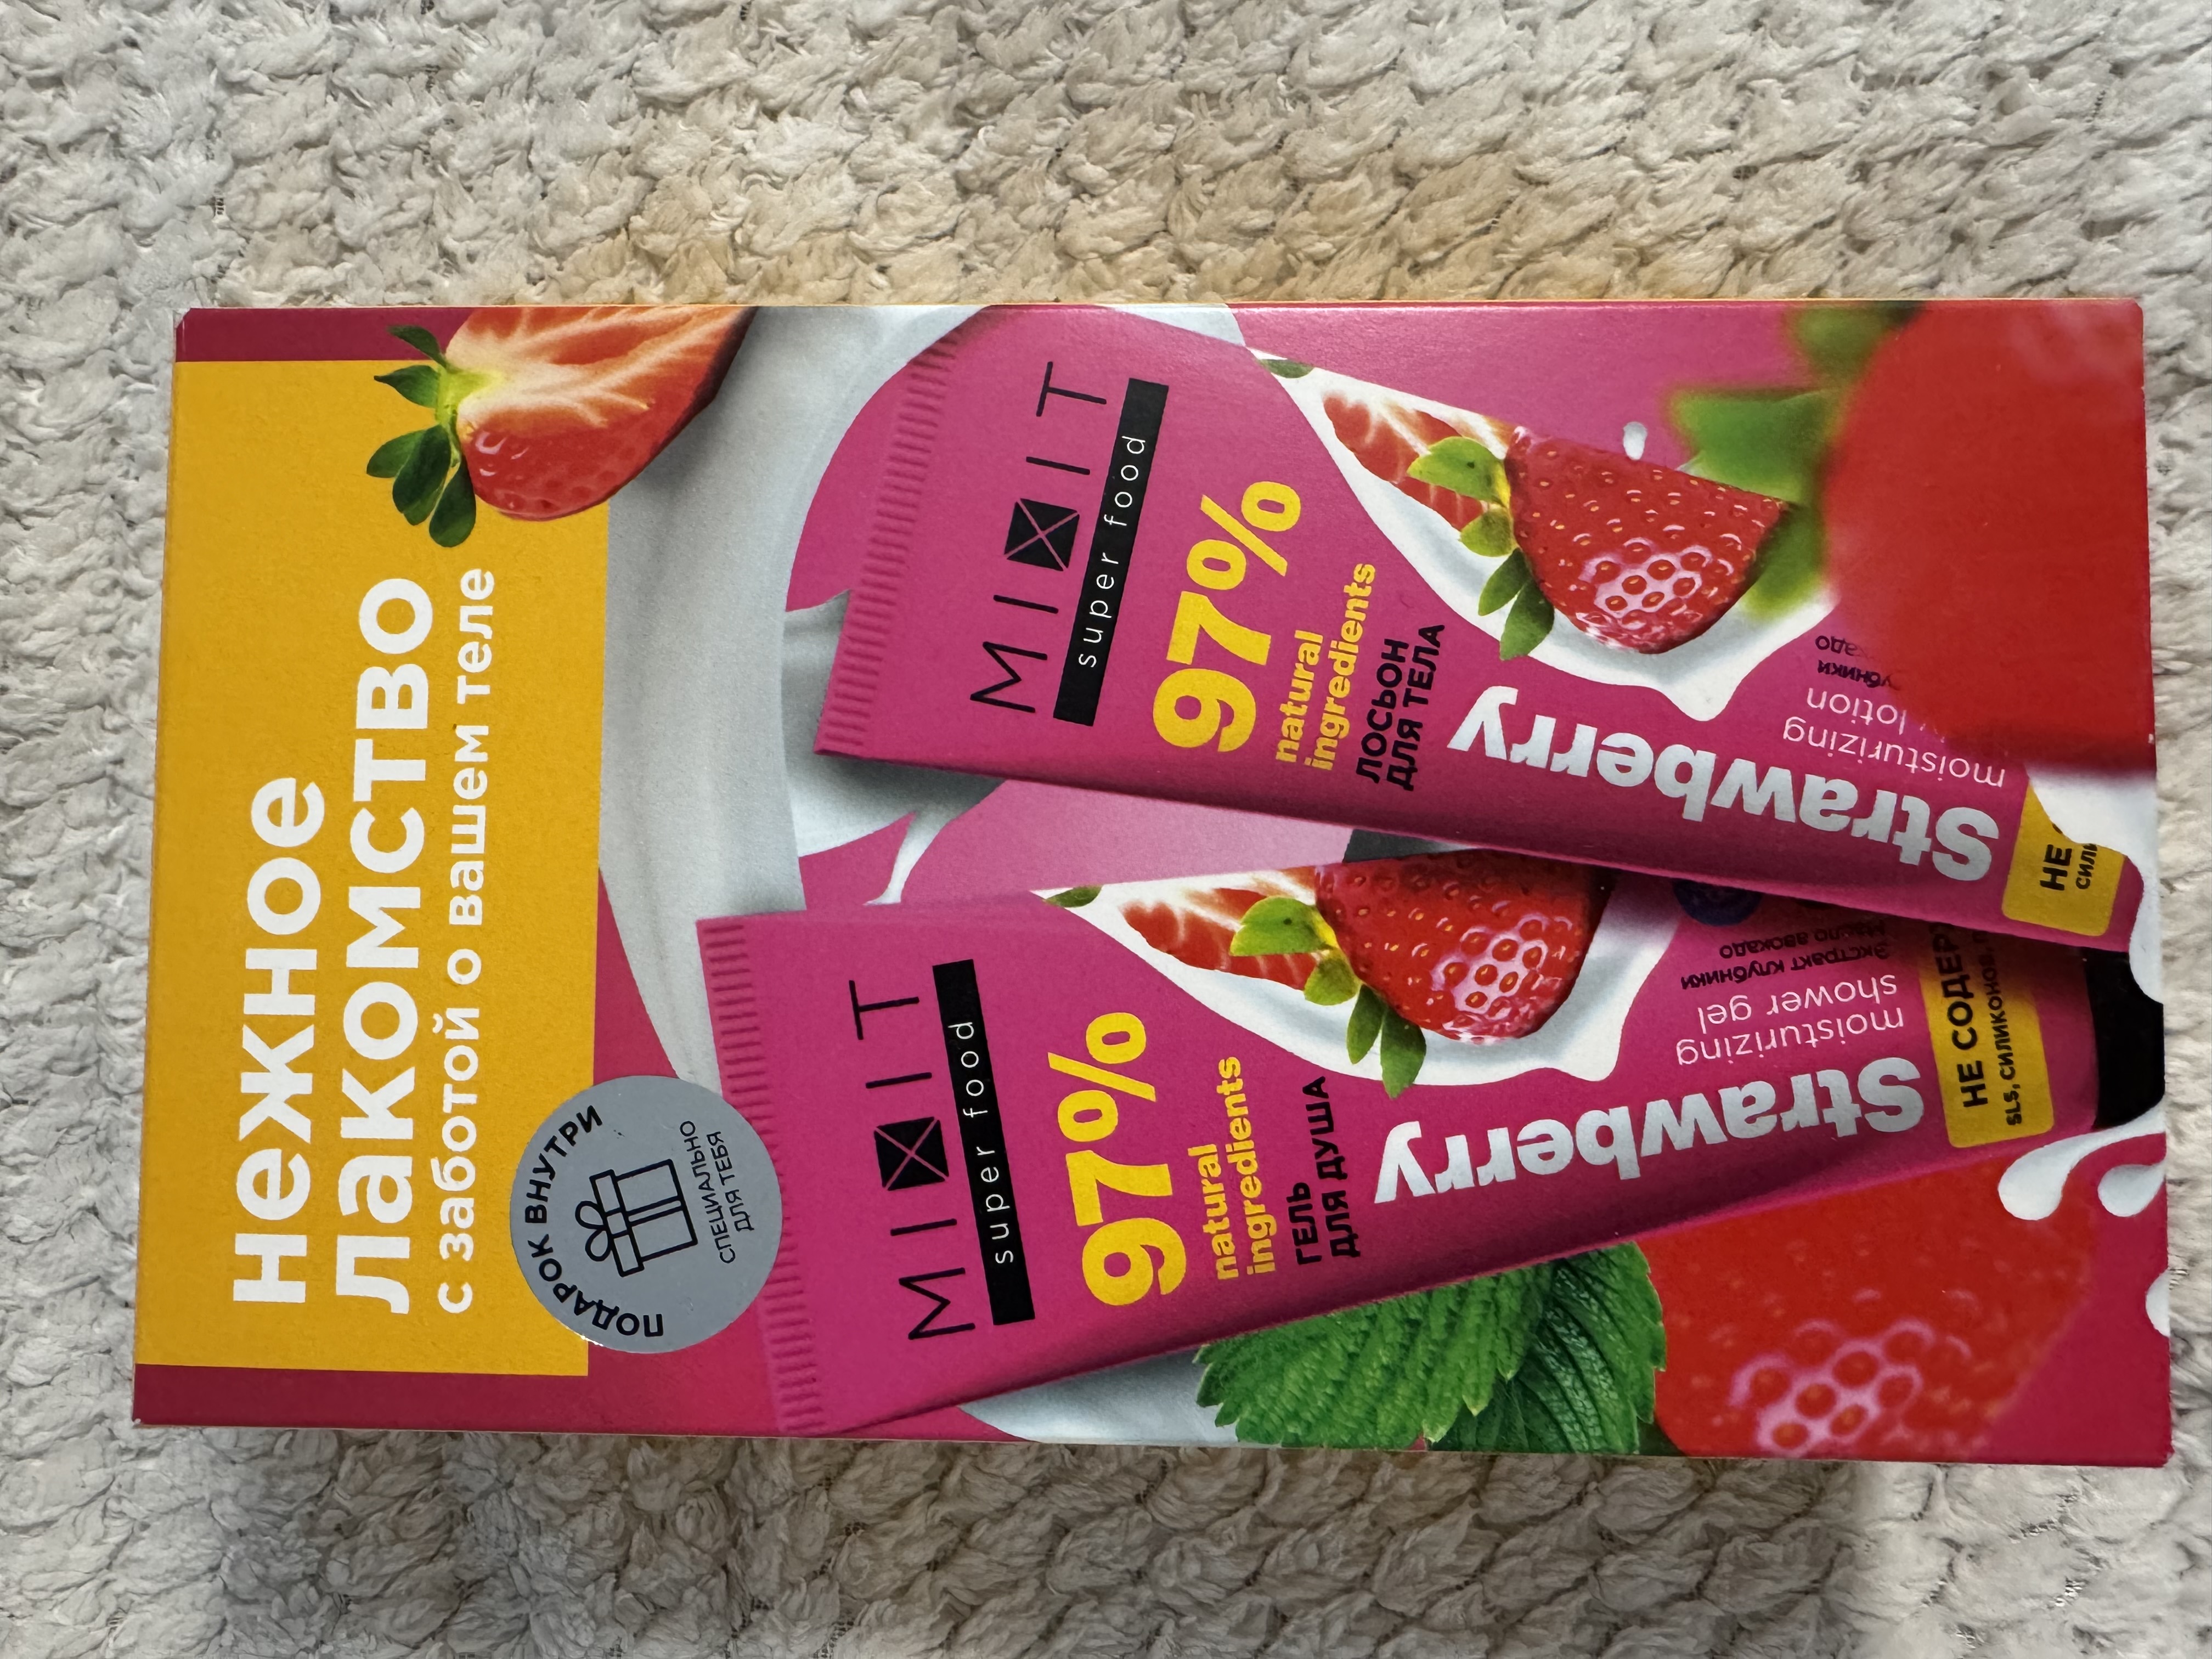 Нежное
лакомство
с заботой о вашем теле
ПОДАРОК ВНУТРИ
СПЕЦИАЛЬНО
ДЛЯ ТЕБЯ
MIXIT
super food
97%
natural
ingredients
ГЕЛЬ
ДЛЯ ДУША
Strawberry
moisturizing
shower gel
Экстракт клубники
Масло авокадо
НЕ СОДЕР
SLS, СИЛИКОНОВ,
MIXIT
super food
97%
natural
ingredients
ЛОСЬОН
ДЛЯ ТЕЛА
Strawberry
moisturizing
lotion
НЕ